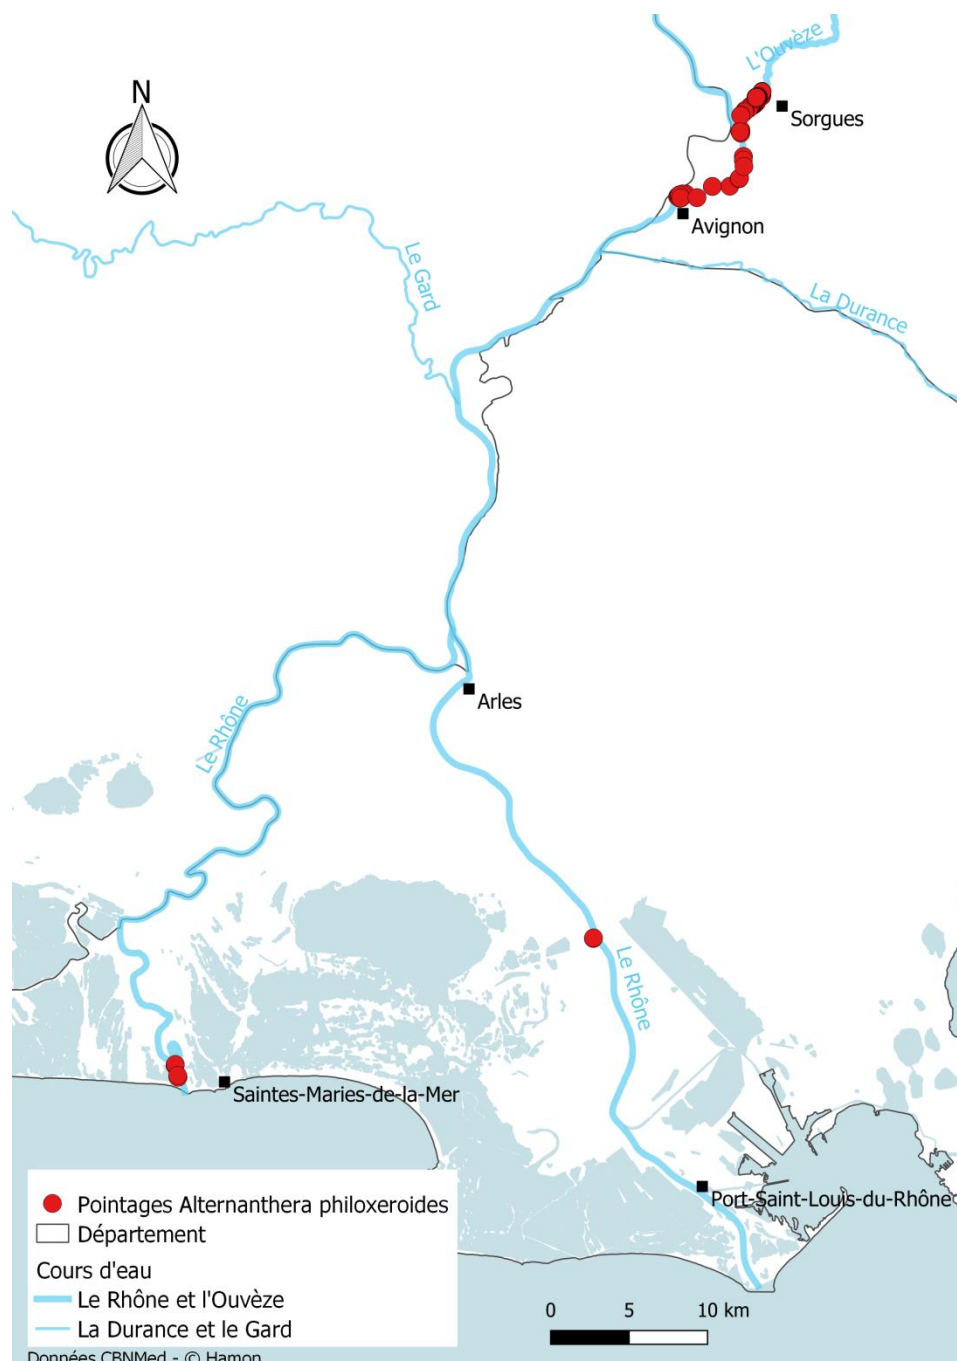 N
L'Ouvèze
Sorgues
Avignon
Le Gard
La Durance
Arles
Le Rhône
Le Rhône
Saintes-Maries-de-la-Mer
Port-Saint-Louis-du-Rhône
Pointages Alternanthera philoxeroides
Département
Cours d'eau
Le Rhône et l'Ouvèze
La Durance et le Gard
0 5 10 km
Données CBNMed - © Hamon